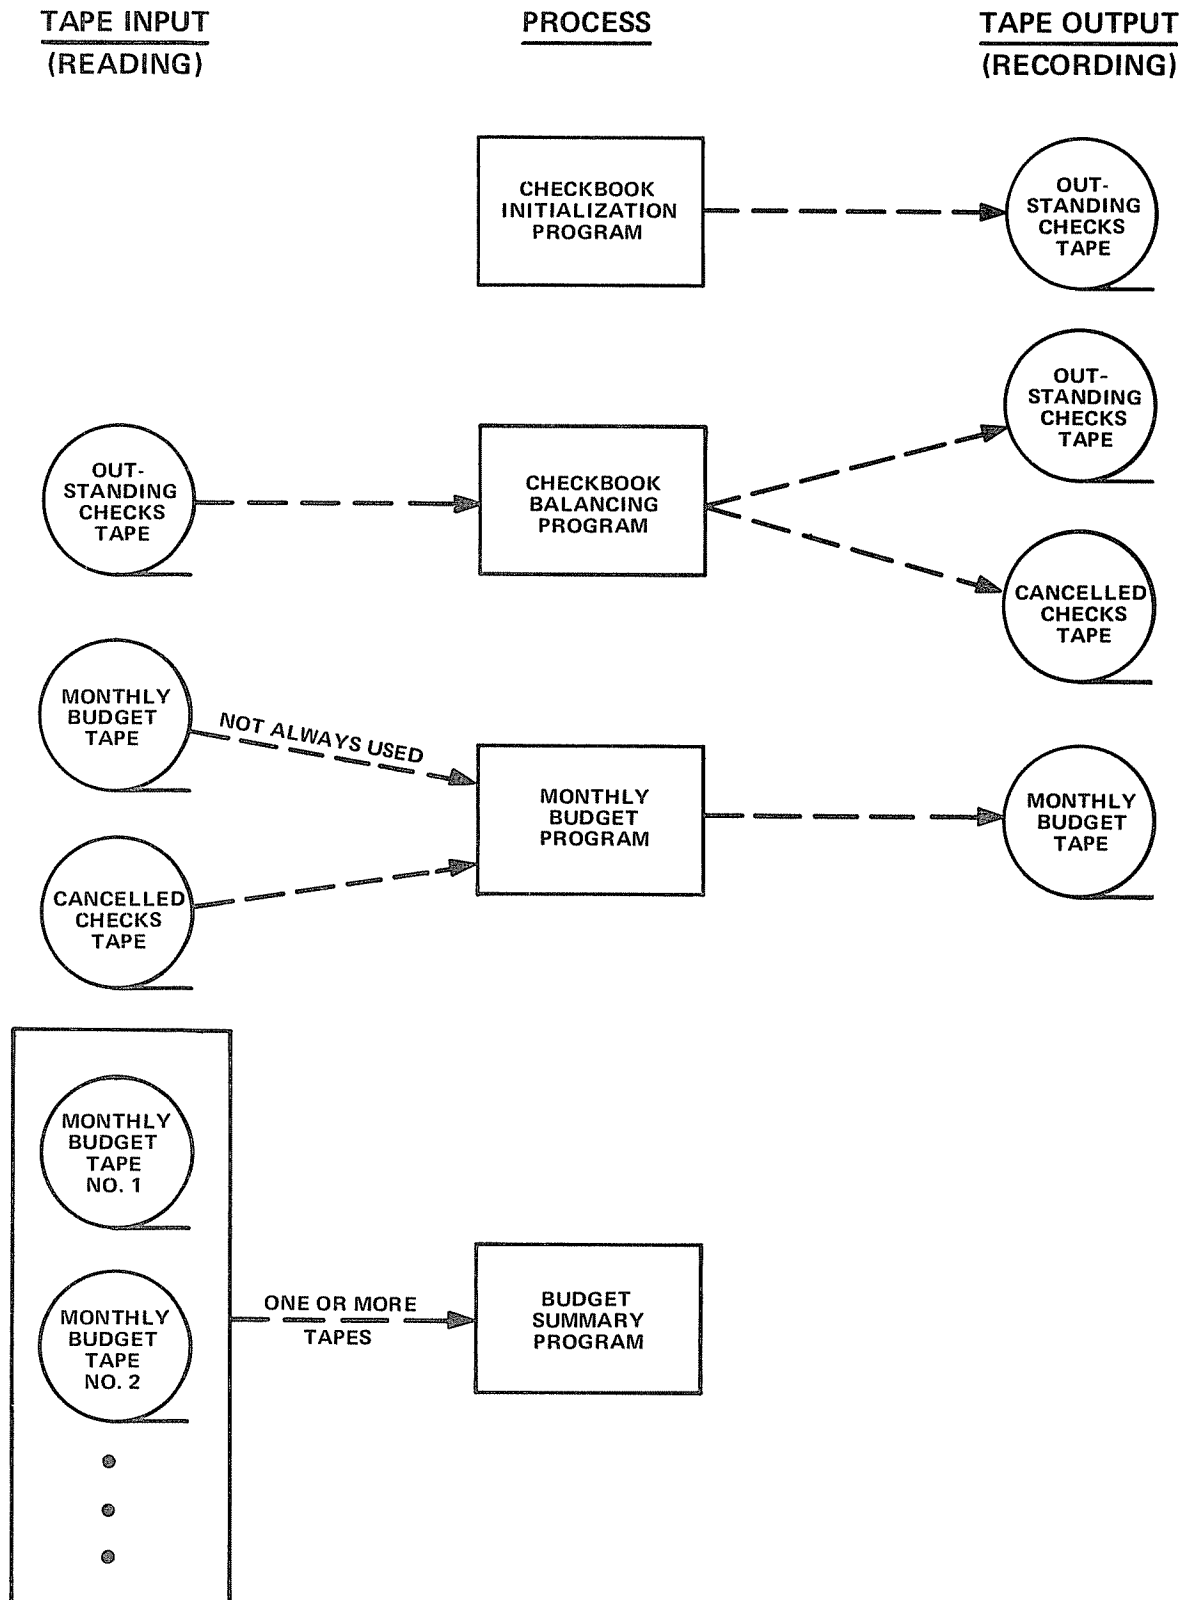 TAPE INPUT
(READING)
PROCESS
TAPE OUTPUT
(RECORDING)
CHECKBOOK
INITIALIZATION
PROGRAM
OUT-
STANDING
CHECKS
TAPE
OUT-
STANDING
CHECKS
TAPE
CHECKBOOK
BALANCING
PROGRAM
OUT-
STANDING
CHECKS
TAPE
CANCELLED
CHECKS
TAPE
MONTHLY
BUDGET
TAPE
NOT ALWAYS USED
CANCELLED
CHECKS
TAPE
MONTHLY
BUDGET
PROGRAM
MONTHLY
BUDGET
TAPE
MONTHLY
BUDGET
TAPE
NO. 1
MONTHLY
BUDGET
TAPE
NO. 2
ONE OR MORE
TAPES
BUDGET
SUMMARY
PROGRAM